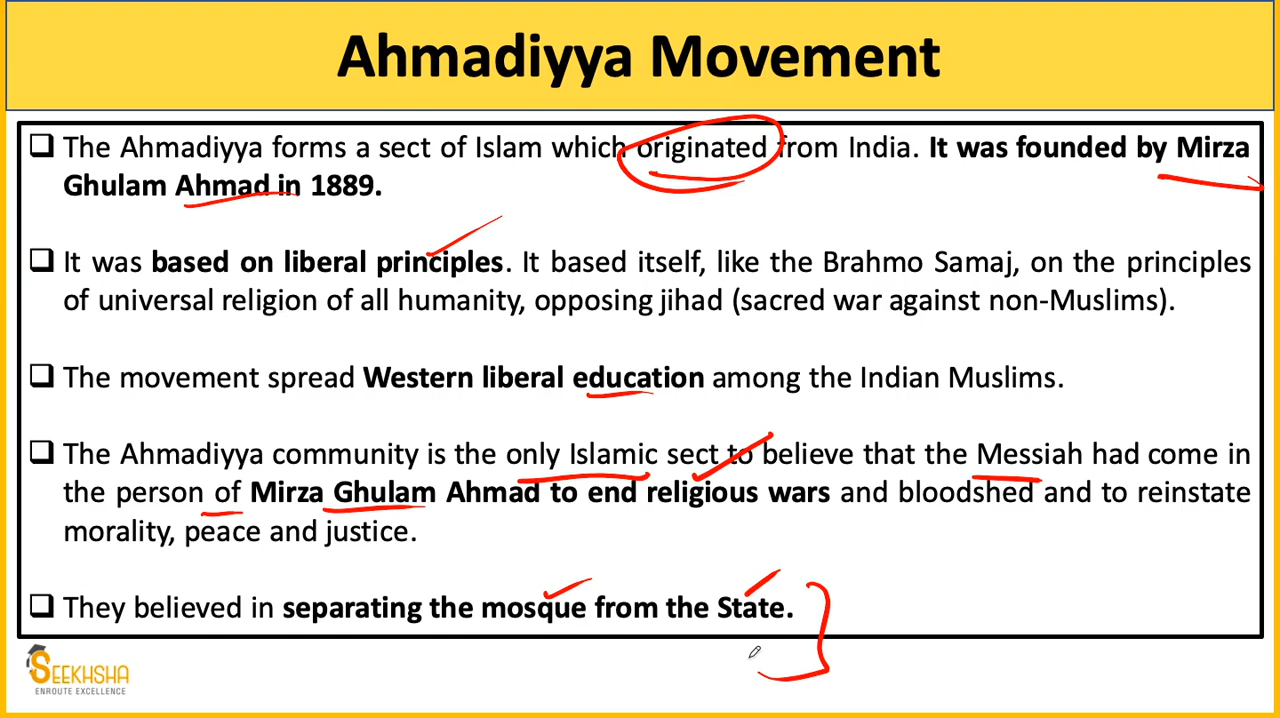 Ahmadiyya Movement
❑ The Ahmadiyya forms a sect of Islam which originated from India. It was founded by Mirza
Ghulam Ahmad in 1889.
❑ It was based on liberal principles. It based itself, like the Brahmo Samaj, on the principles
of universal religion of all humanity, opposing jihad (sacred war against non-Muslims).
❑ The movement spread Western liberal education among the Indian Muslims.
❑ The Ahmadiyya community is the only Islamic sect to believe that the Messiah had come in
the person of Mirza Ghulam Ahmad to end religious wars and bloodshed and to reinstate
morality, peace and justice.
❑ They believed in separating the mosque from the State.
SEEKHSHA
ENROUTE EXCELLENCE